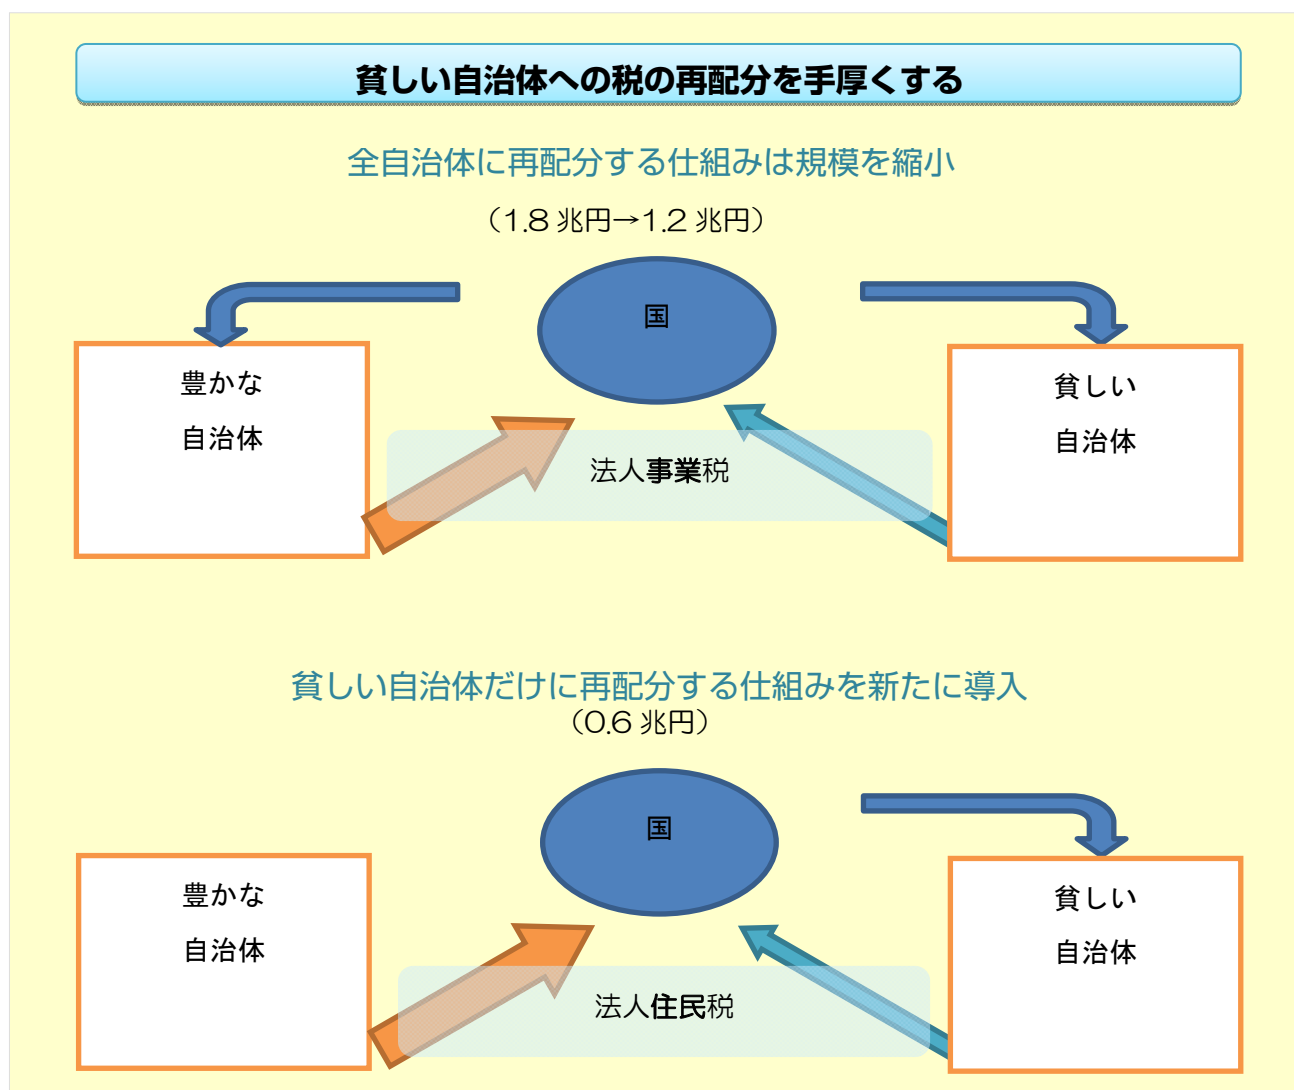 貧しい自治体への税の再配分を手厚くする
全自治体に再配分する仕組みは規模を縮小
（1.8 兆円→1.2 兆円）
国
豊かな
自治体
貧しい
自治体
法人事業税
貧しい自治体だけに再配分する仕組みを新たに導入
（0.6 兆円）
国
豊かな
自治体
貧しい
自治体
法人住民税